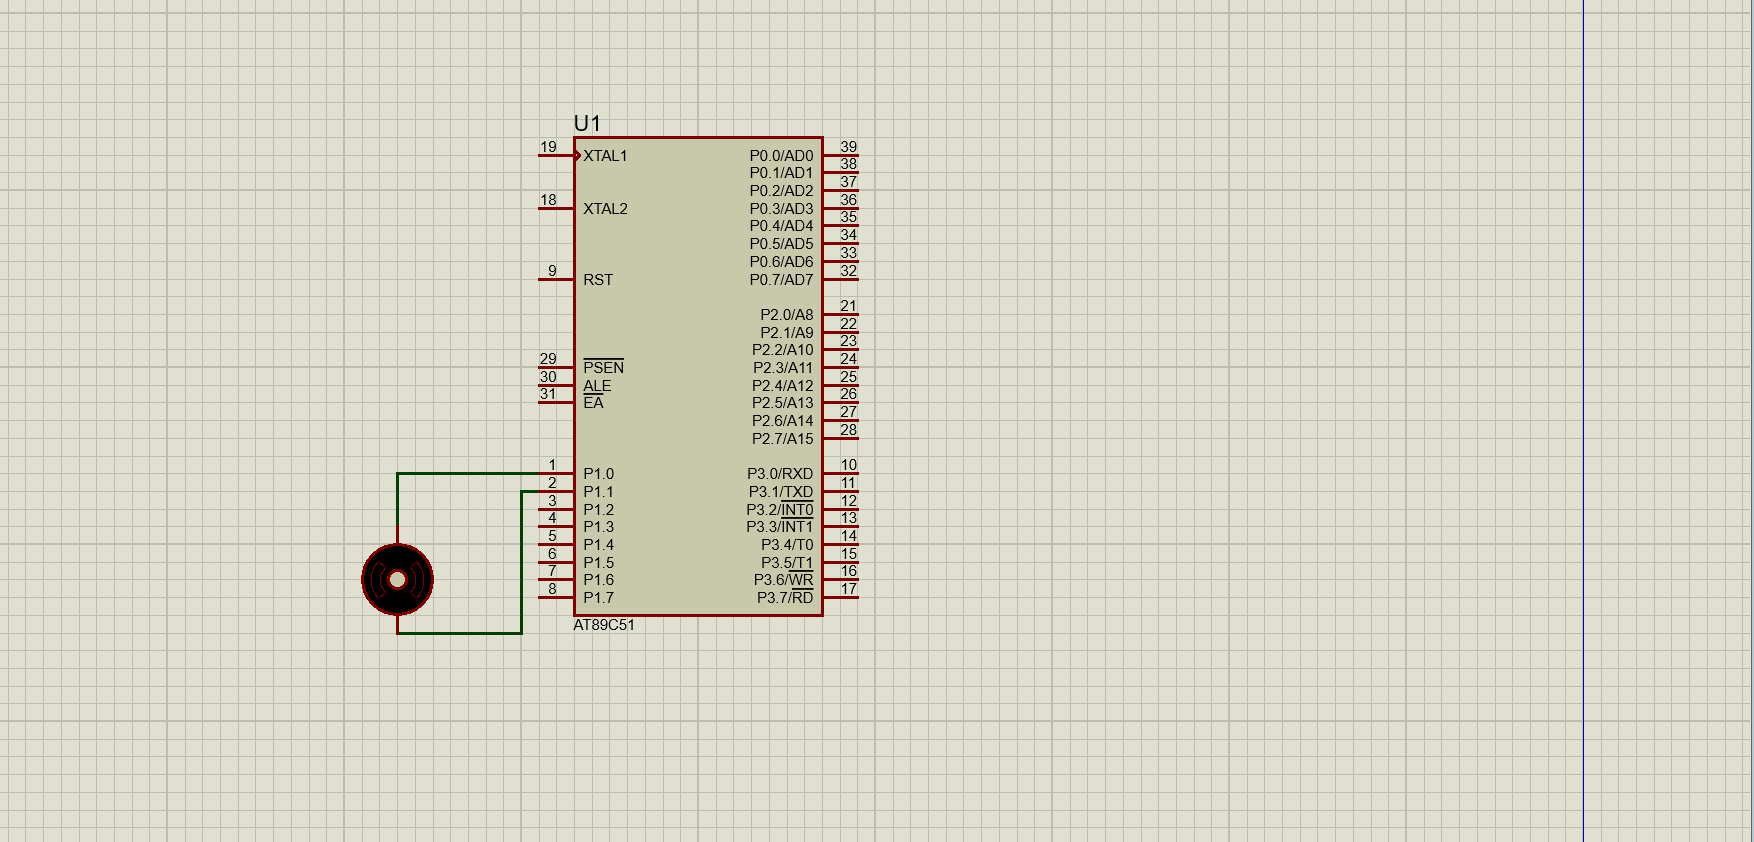 U1
19 XTAL1 P0.0/AD0 39
P0.1/AD1 38
P0.2/AD2 37
18 XTAL2 P0.3/AD3 36
P0.4/AD4 35
P0.5/AD5 34
P0.6/AD6 33
9 RST P0.7/AD7 32
P2.0/A8 21
P2.1/A9 22
P2.2/A10 23
29 PSEN P2.3/A11 24
30 ALE P2.4/A12 25
31 EA P2.5/A13 26
P2.6/A14 27
P2.7/A15 28
1 P1.0 P3.0/RXD 10
2 P1.1 P3.1/TXD 11
3 P1.2 P3.2/INT0 12
4 P1.3 P3.3/INT1 13
5 P1.4 P3.4/T0 14
6 P1.5 P3.5/T1 15
7 P1.6 P3.6/WR 16
8 P1.7 P3.7/RD 17
AT89C51